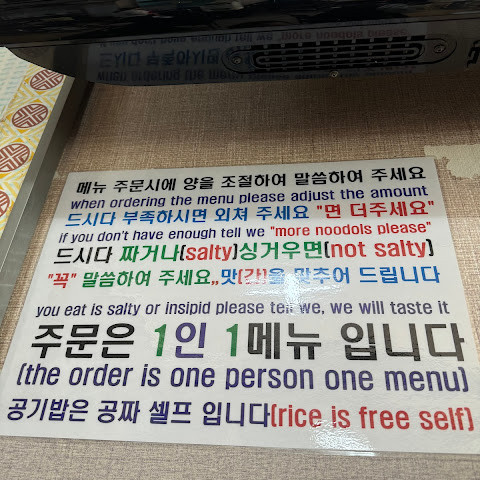 메뉴 주문시에 양을 조절하여 말씀하여 주세요
when ordering the menu please adjust the amount
드시다 부족하시면 외쳐 주세요 "면 더주세요"
if you don't have enough tell we "more noodols please"
드시다 짜거나(salty)싱거우면(not salty)
"꼭" 말씀하여 주세요,,맛(간)을 맞추어 드립니다
you eat is salty or insipid please tell we, we will taste it
주문은 1인 1메뉴 입니다
(the order is one person one menu)
공기밥은 공짜 셀프 입니다(rice is free self)